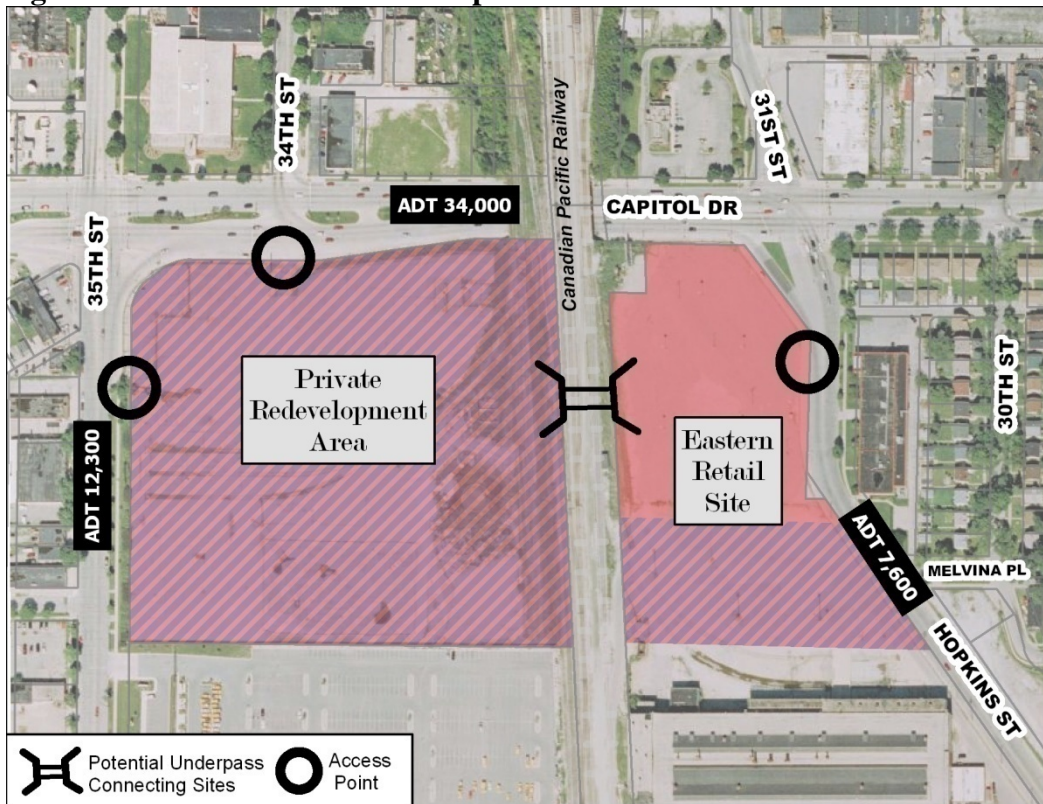 34TH ST
31ST ST
Canadian Pacific Railway
ADT 34,000
CAPITOL DR
35TH ST
Private
Redevelopment
Area
30TH ST
Eastern
Retail
Site
ADT 12,300
ADT 7,600
MELVINA PL
HOPKINS ST
Potential Underpass
Connecting Sites
Access
Point